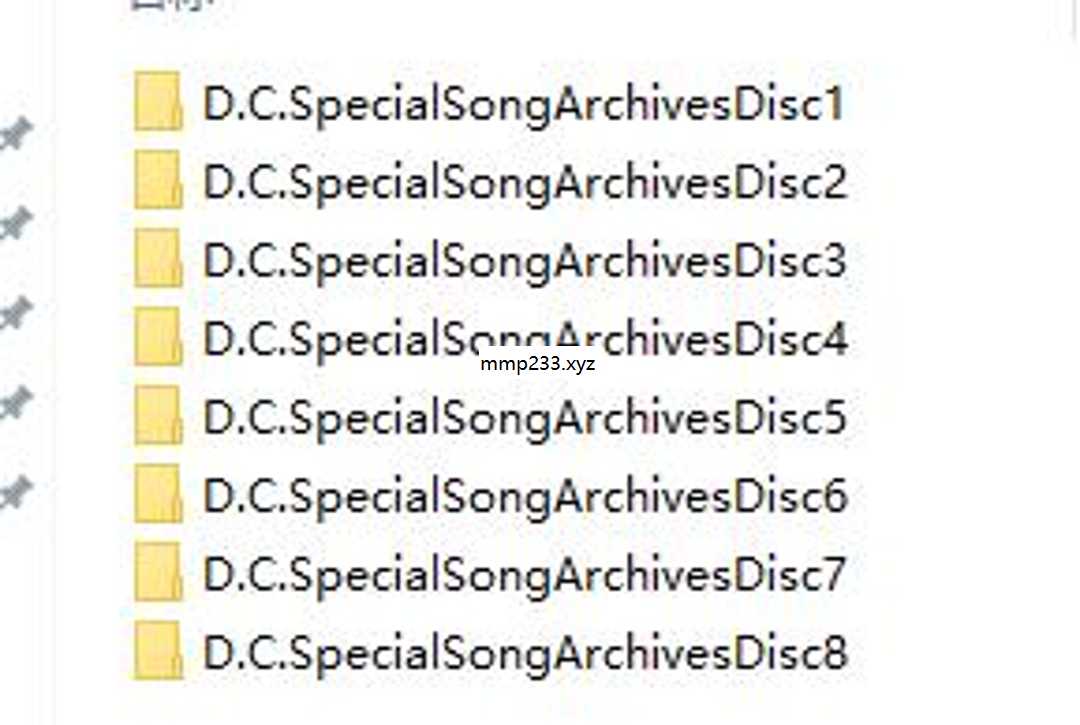 D.C.SpecialSongArchivesDisc1
D.C.SpecialSongArchivesDisc2
D.C.SpecialSongArchivesDisc3
D.C.SpecialSongArchivesDisc4
mmp233.xyz
D.C.SpecialSongArchivesDisc5
D.C.SpecialSongArchivesDisc6
D.C.SpecialSongArchivesDisc7
D.C.SpecialSongArchivesDisc8